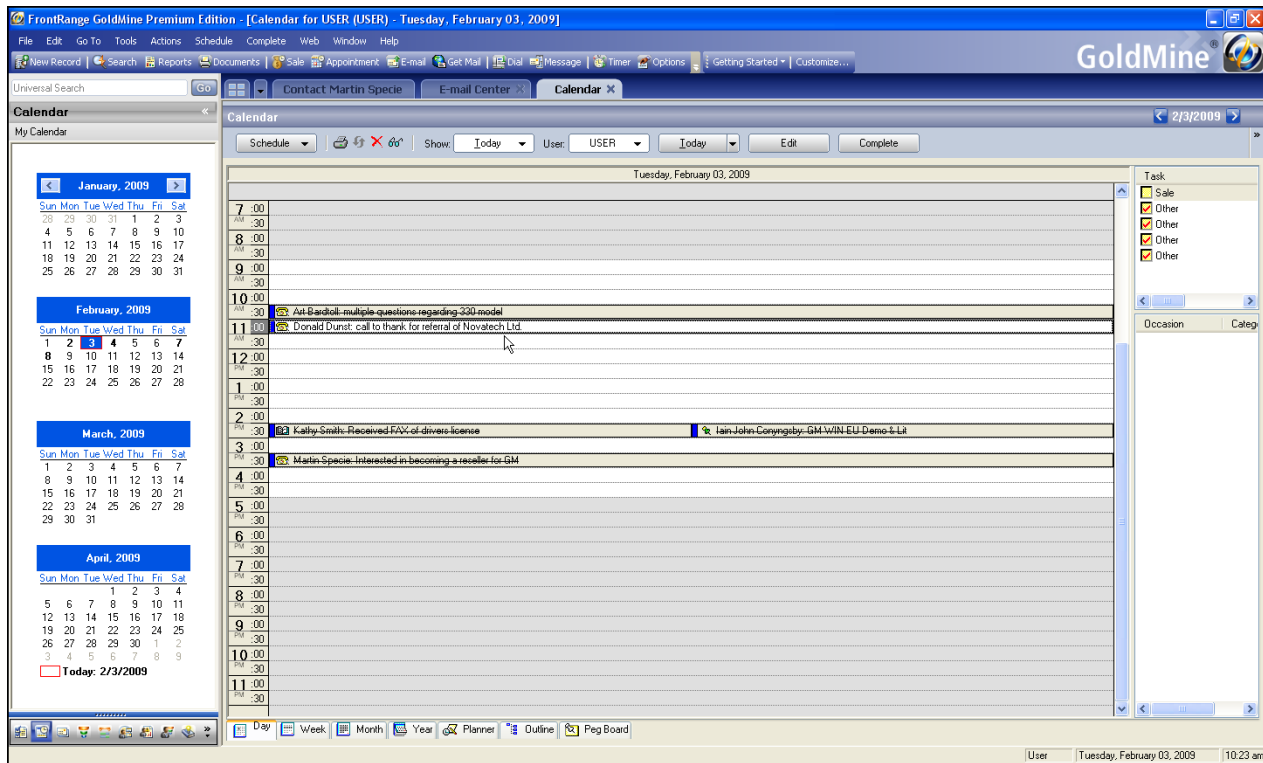 FrontRange GoldMine Premium Edition - [Calendar for USER (USER) - Tuesday, February 03, 2009]
File Edit Go To Tools Actions Schedule Complete Web Window Help
New Record Search Reports Documents Sale Appointment E-mail Get Mail Dial Message Timer Options Getting Started Customize...
GoldMine®
Universal Search Go
Contact Martin Specie E-mail Center Calendar
Calendar
My Calendar
Calendar 2/3/2009
Schedule Show: Today User: USER Today Edit Complete
January, 2009
Sun Mon Tue Wed Thu Fri Sat
28 29 30 31 1 2 3
4 5 6 7 8 9 10
11 12 13 14 15 16 17
18 19 20 21 22 23 24
25 26 27 28 29 30 31
February, 2009
Sun Mon Tue Wed Thu Fri Sat
1 2 3 4 5 6 7
8 9 10 11 12 13 14
15 16 17 18 19 20 21
22 23 24 25 26 27 28
March, 2009
Sun Mon Tue Wed Thu Fri Sat
1 2 3 4 5 6 7
8 9 10 11 12 13 14
15 16 17 18 19 20 21
22 23 24 25 26 27 28
29 30 31
April, 2009
Sun Mon Tue Wed Thu Fri Sat
1 2 3 4
5 6 7 8 9 10 11
12 13 14 15 16 17 18
19 20 21 22 23 24 25
26 27 28 29 30 1 2
3 4 5 6 7 8 9
Today: 2/3/2009
Tuesday, February 03, 2009
7 :00
AM :30
8 :00
AM :30
9 :00
AM :30
10 :00
AM :30 Art Bardtoll: multiple questions regarding 330 model
11 :00 Donald Dunst: call to thank for referral of Novatech Ltd.
AM :30
12 :00
PM :30
1 :00
PM :30
2 :00
PM :30 Kathy Smith: Received FAX of drivers license Iain John Conyngsby: GM WIN EU Demo & Lit
3 :00
PM :30 Martin Specie: Interested in becoming a reseller for GM
4 :00
PM :30
5 :00
PM :30
6 :00
PM :30
7 :00
PM :30
8 :00
PM :30
9 :00
PM :30
10 :00
PM :30
11 :00
PM :30
Task
Sale
Other
Other
Other
Other
Occasion Catego
Day Week Month Year Planner Outline Peg Board
User Tuesday, February 03, 2009 10:23 am